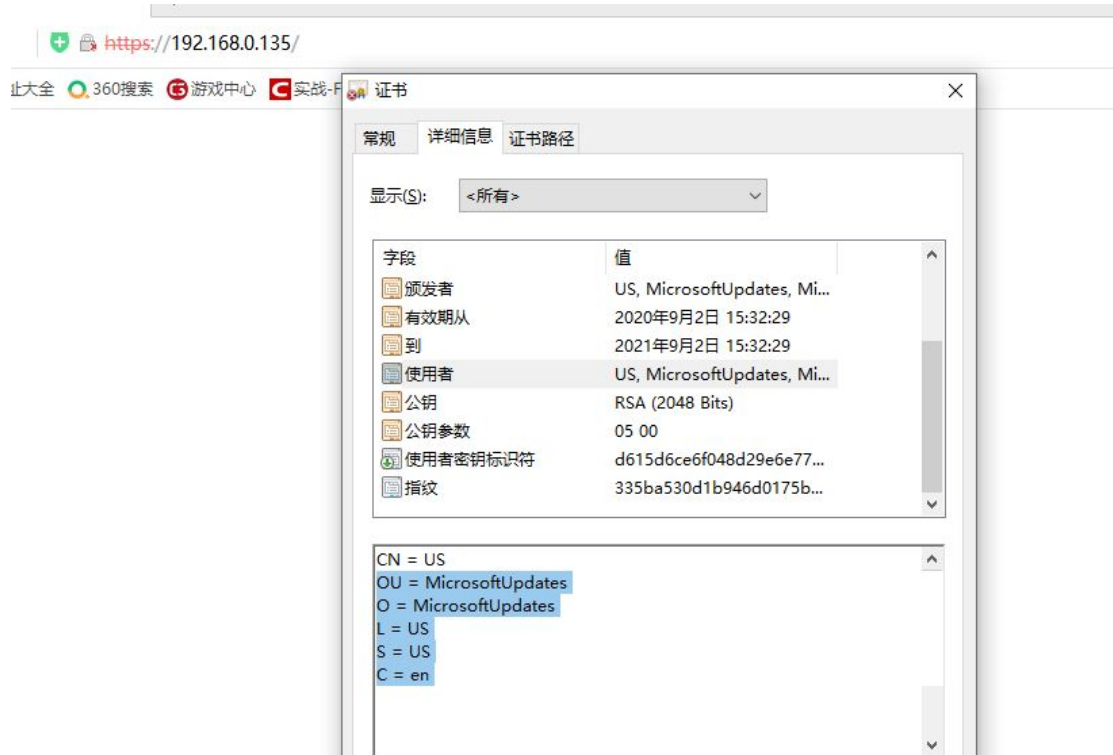 https://192.168.0.135/
址大全 360搜索 游戏中心 实战-F
证书
常规 详细信息 证书路径
显示(S): <所有>
字段 值
颁发者 US, MicrosoftUpdates, Mi...
有效期从 2020年9月2日 15:32:29
到 2021年9月2日 15:32:29
使用者 US, MicrosoftUpdates, Mi...
公钥 RSA (2048 Bits)
公钥参数 05 00
使用者密钥标识符 d615d6ce6f048d29e6e77...
指纹 335ba530d1b946d0175b...
CN = US
OU = MicrosoftUpdates
O = MicrosoftUpdates
L = US
S = US
C = en